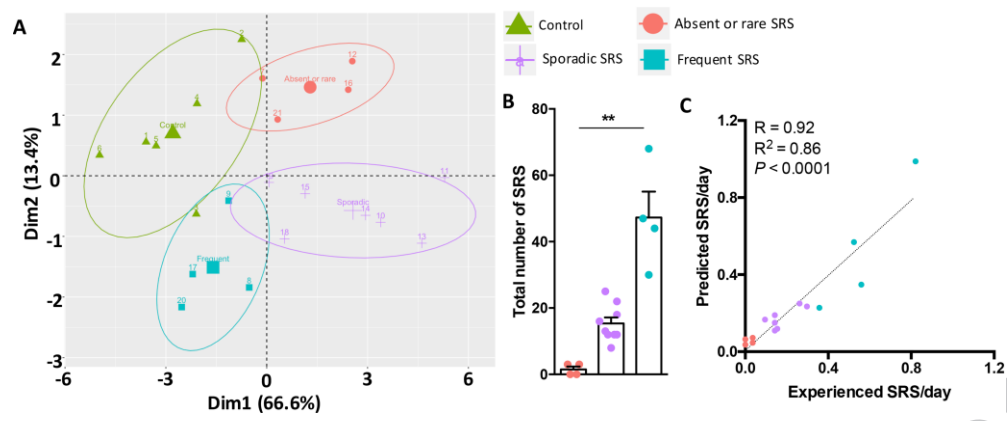 A
Control
Absent or rare SRS
Sporadic SRS
Frequent SRS
2
1
0
-1
-2
-3
-6
-3
0
3
6
Dim2 (13.4%)
Dim1 (66.6%)
4
1
5
6
Control
12
Absent or rare
16
21
11
15
Sporadic
14
10
18
13
9
Frequent
17
8
20
B
80
60
40
20
0
Total number of SRS
**
C
R = 0.92
R² = 0.86
P < 0.0001
1.2
0.8
0.4
0.0
Predicted SRS/day
0.0
0.4
0.8
1.2
Experienced SRS/day